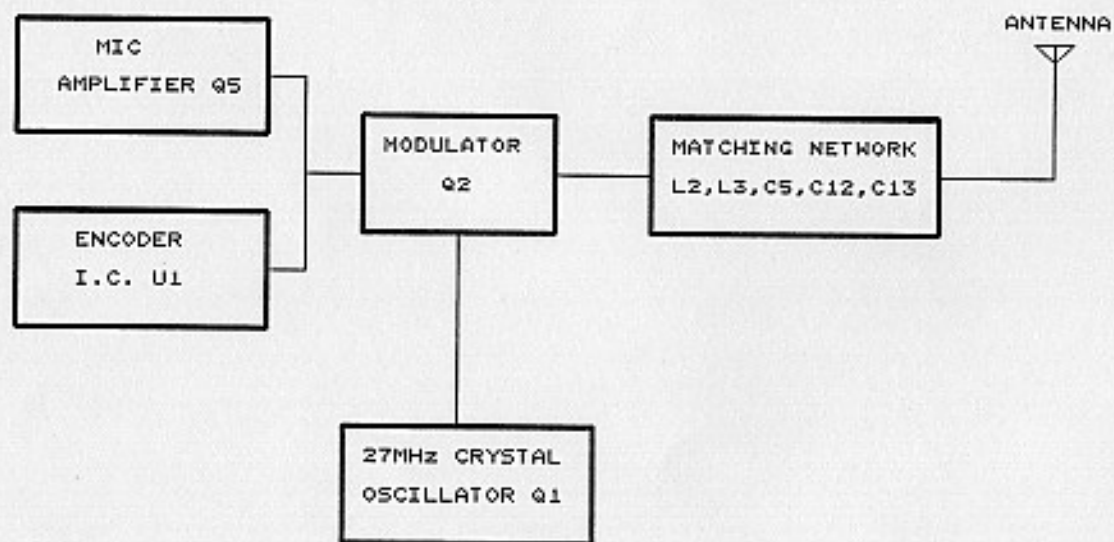 ANTENNA
MIC
AMPLIFIER Q5
MODULATOR
Q2
MATCHING NETWORK
L2,L3,C5,C12,C13
ENCODER
I.C. U1
27MHz CRYSTAL
OSCILLATOR Q1